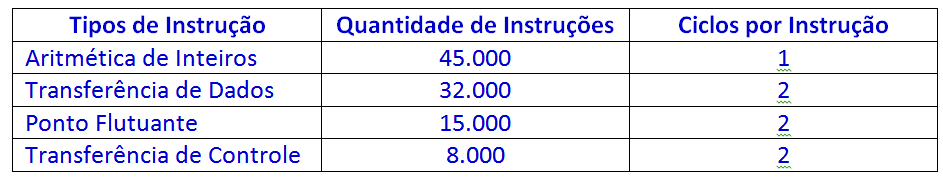 Tipos de Instrução Quantidade de Instruções Ciclos por Instrução
Aritmética de Inteiros 45.000 1
Transferência de Dados 32.000 2
Ponto Flutuante 15.000 2
Transferência de Controle 8.000 2